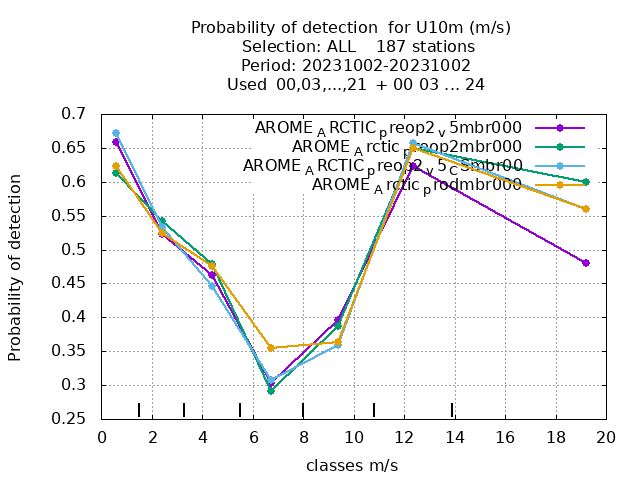 Probability of detection for U10m (m/s)
Selection: ALL 187 stations
Period: 20231002-20231002
Used 00,03,...,21 + 00 03 ... 24
AROME_ARCTIC_preop2_v5mbr000
AROME_Arctic_preop2mbr000
AROME_ARCTIC_preop2_v5_CSmbr00
AROME_Arctic_prodmbr000
Probability of detection
0.7
0.65
0.6
0.55
0.5
0.45
0.4
0.35
0.3
0.25
0 2 4 6 8 10 12 14 16 18 20
classes m/s